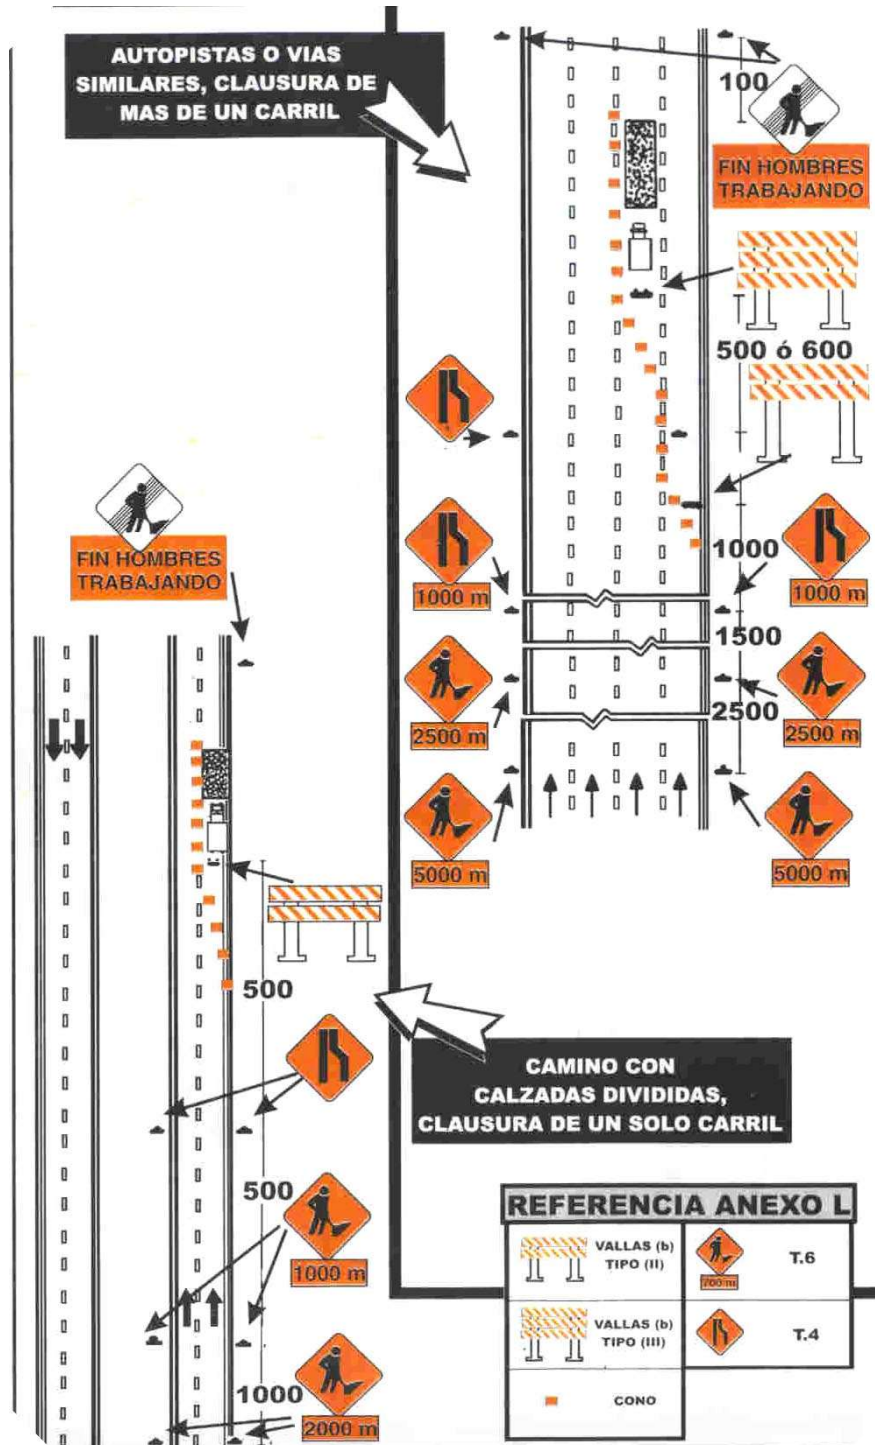 AUTOPISTAS O VIAS
SIMILARES, CLAUSURA DE
MAS DE UN CARRIL
100
FIN HOMBRES
TRABAJANDO
500 ó 600
1000
1000 m
1000 m
1500
2500
2500 m
2500 m
5000 m
5000 m
FIN HOMBRES
TRABAJANDO
500
CAMINO CON
CALZADAS DIVIDIDAS,
CLAUSURA DE UN SOLO CARRIL
500
1000 m
1000
2000 m
REFERENCIA ANEXO L
VALLAS (b)
TIPO (II)
700 m
T.6
VALLAS (b)
TIPO (III)
T.4
CONO